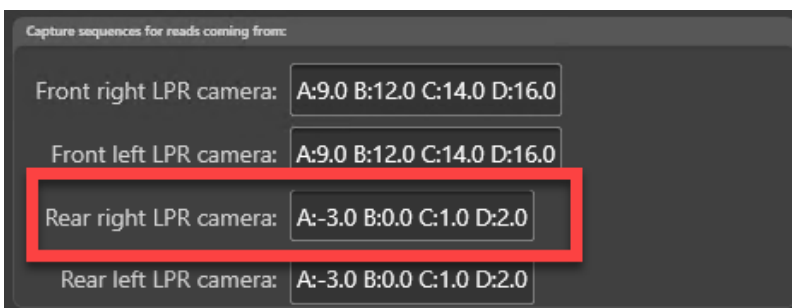 Capture sequences for reads coming from:
Front right LPR camera: A:9.0 B:12.0 C:14.0 D:16.0
Front left LPR camera: A:9.0 B:12.0 C:14.0 D:16.0
Rear right LPR camera: A:-3.0 B:0.0 C:1.0 D:2.0
Rear left LPR camera: A:-3.0 B:0.0 C:1.0 D:2.0